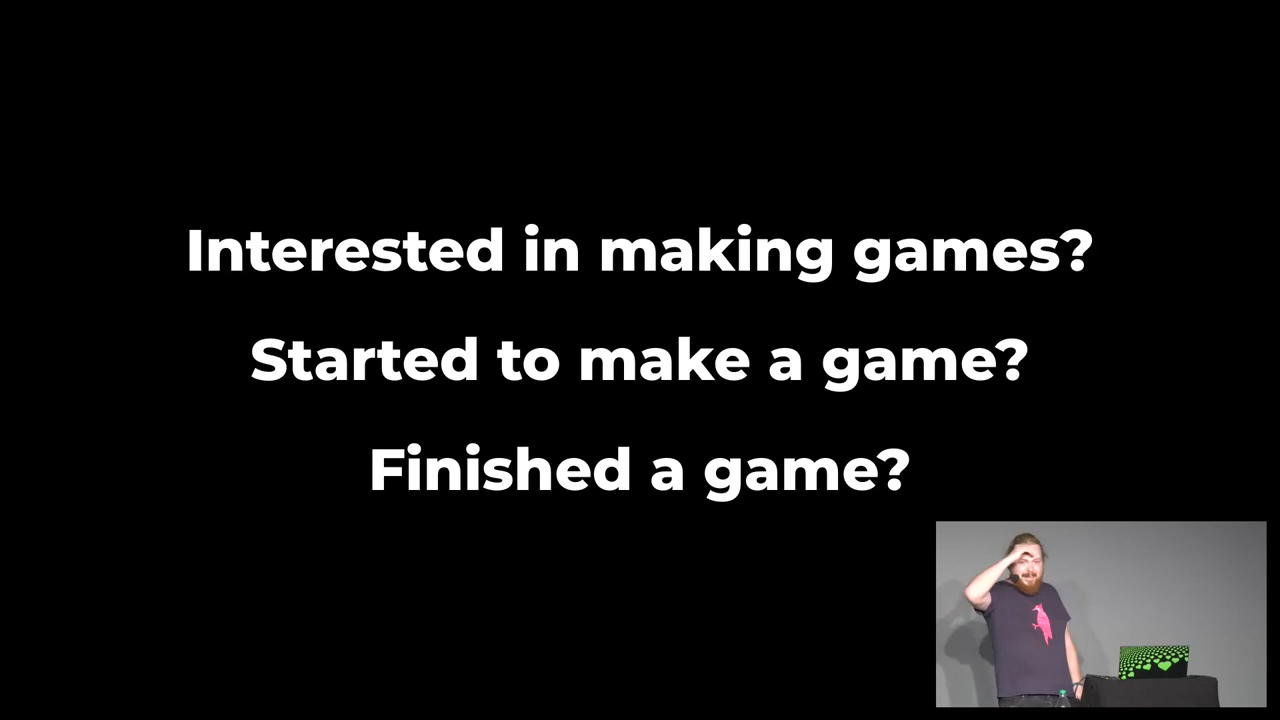 Interested in making games?
Started to make a game?
Finished a game?